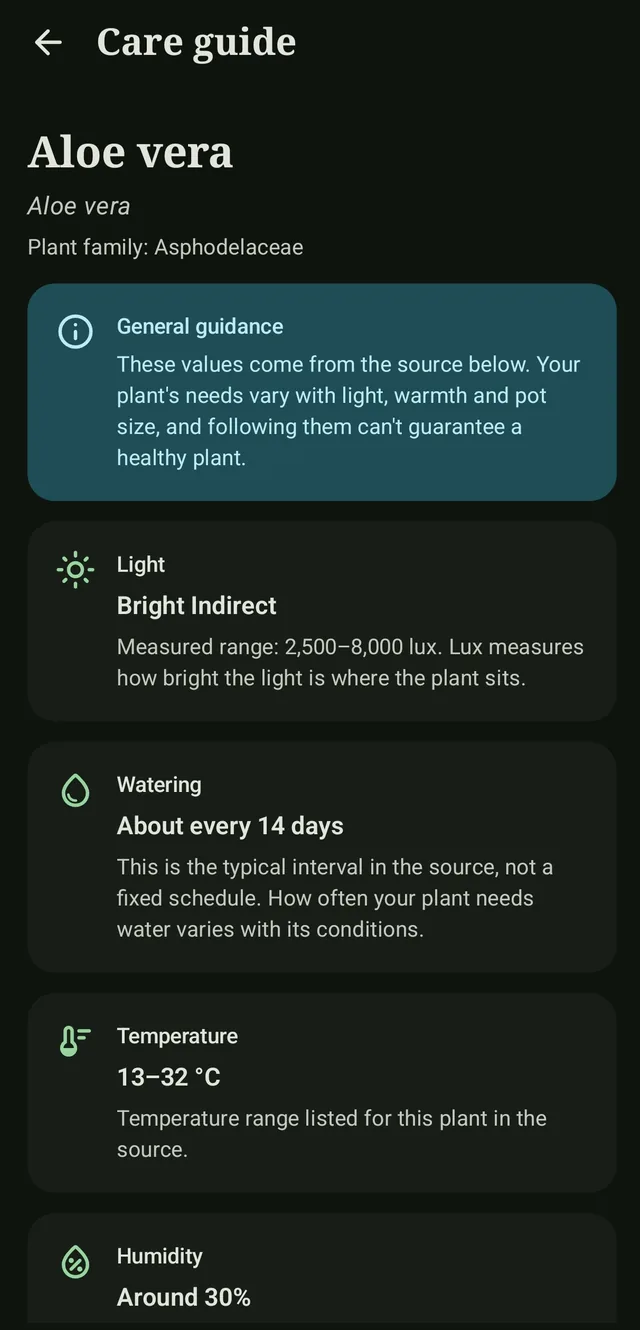 Care guide
Aloe vera
Aloe vera
Plant family: Asphodelaceae
General guidance
These values come from the source below. Your
plant's needs vary with light, warmth and pot
size, and following them can't guarantee a
healthy plant.
Light
Bright Indirect
Measured range: 2,500–8,000 lux. Lux measures
how bright the light is where the plant sits.
Watering
About every 14 days
This is the typical interval in the source, not a
fixed schedule. How often your plant needs
water varies with its conditions.
Temperature
13–32 °C
Temperature range listed for this plant in the
source.
Humidity
Around 30%